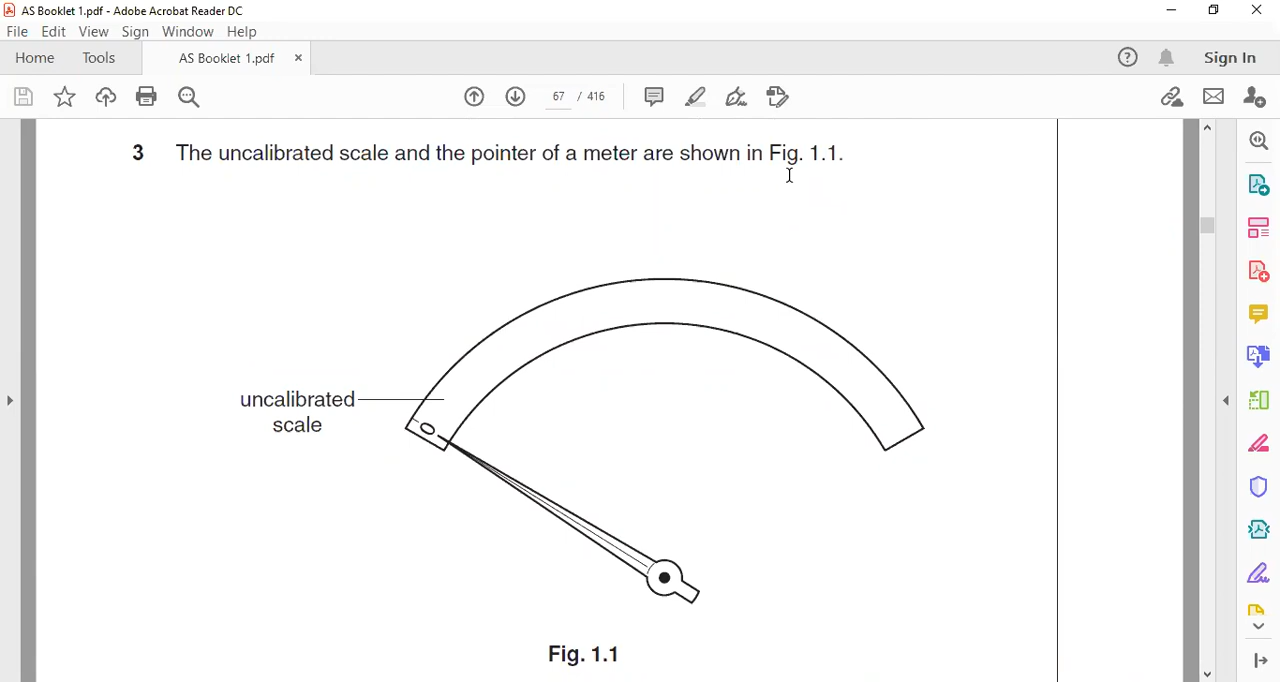 AS Booklet 1.pdf - Adobe Acrobat Reader DC
File Edit View Sign Window Help
Home Tools AS Booklet 1.pdf × Sign In
67 / 416
3 The uncalibrated scale and the pointer of a meter are shown in Fig. 1.1.
uncalibrated
scale
0
Fig. 1.1